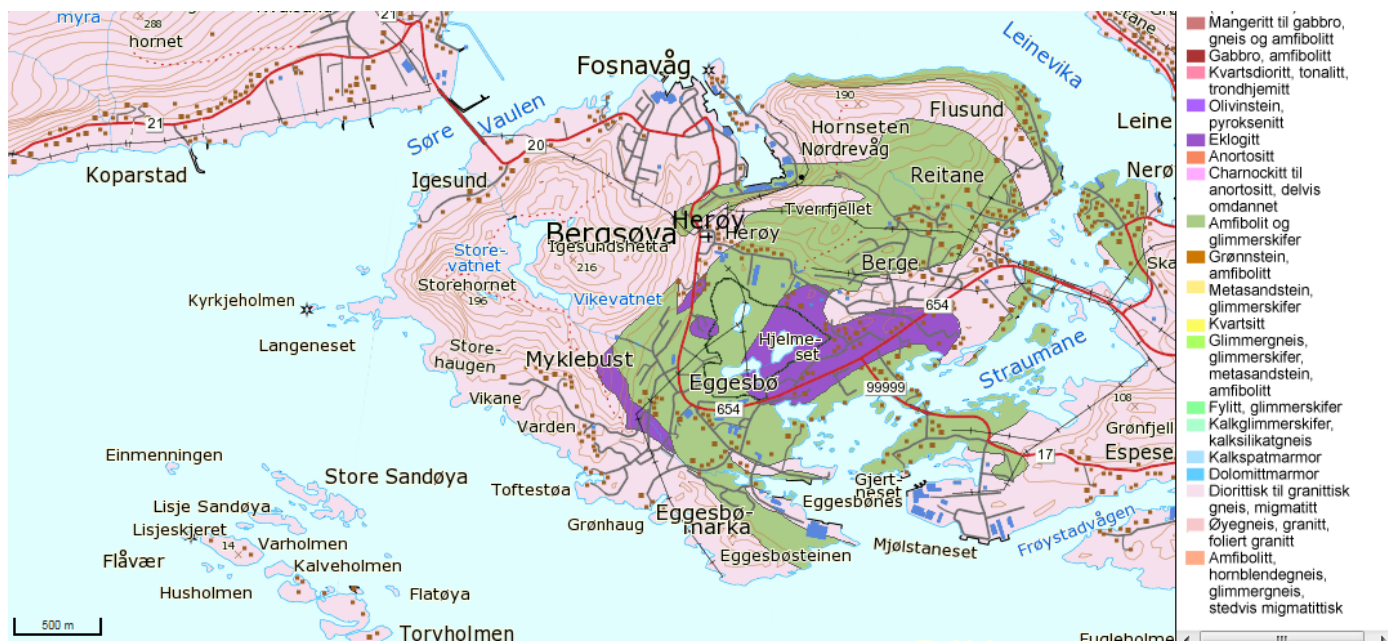 myra
288
hornet
21
Fosnavåg
Leinevika
190
Flusund
Søre Vaulen
21
20
Hornseten
Nørdrevåg
Leine
Koparstad
Igesund
Reitane
Nerø
Tverrfjellet
Herøy
Bergsøya
Herøy
Igesundshetta
216
Store-
vatnet
Berge
Ska
Storehornet
196
Vikevatnet
Kyrkjeholmen
654
Langeneset
Hjelme-
set
Straumane
Store-
haugen
Myklebust
Eggesbø
99999
654
108
Vikane
Grønfjell
Varden
17
Espese
Einmenningen
Store Sandøya
Gjert-
neset
Toftestøa
Eggesbønes
Lisje Sandøya
Grønhaug
Eggesbø-
marka
Frøystadvågen
Lisjeskjeret
14
Varholmen
Mjølstaneset
Flåvær
Kalveholmen
Eggesbøsteinen
Husholmen
Flatøya
500 m
Torvholmen
Mangeritt til gabbro,
gneis og amfibolitt
Gabbro, amfibolitt
Kvartsdioritt, tonalitt,
trondhjemitt
Olivinstein,
pyroksenitt
Eklogitt
Anortositt
Charnockitt til
anortositt, delvis
omdannet
Amfibolit og
glimmerskifer
Grønnstein,
amfibolitt
Metasandstein,
glimmerskifer
Kvartsitt
Glimmergneis,
glimmerskifer,
metasandstein,
amfibolitt
Fylitt, glimmerskifer
Kalkglimmerskifer,
kalksilikatgneis
Kalkspatmarmor
Dolomittmarmor
Diorittisk til granittisk
gneis, migmatitt
Øyegneis, granitt,
foliert granitt
Amfibolitt,
hornblendegneis,
glimmergneis,
stedvis migmatittisk